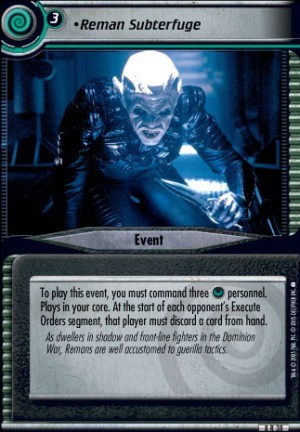 3
•Reman Subterfuge
Event
To play this event, you must command three personnel.
Plays in your core. At the start of each opponent's Execute
Orders segment, that player must discard a card from hand.
As dwellers in shadow and front-line fighters in the Dominion
War, Remans are well accustomed to guerilla tactics.